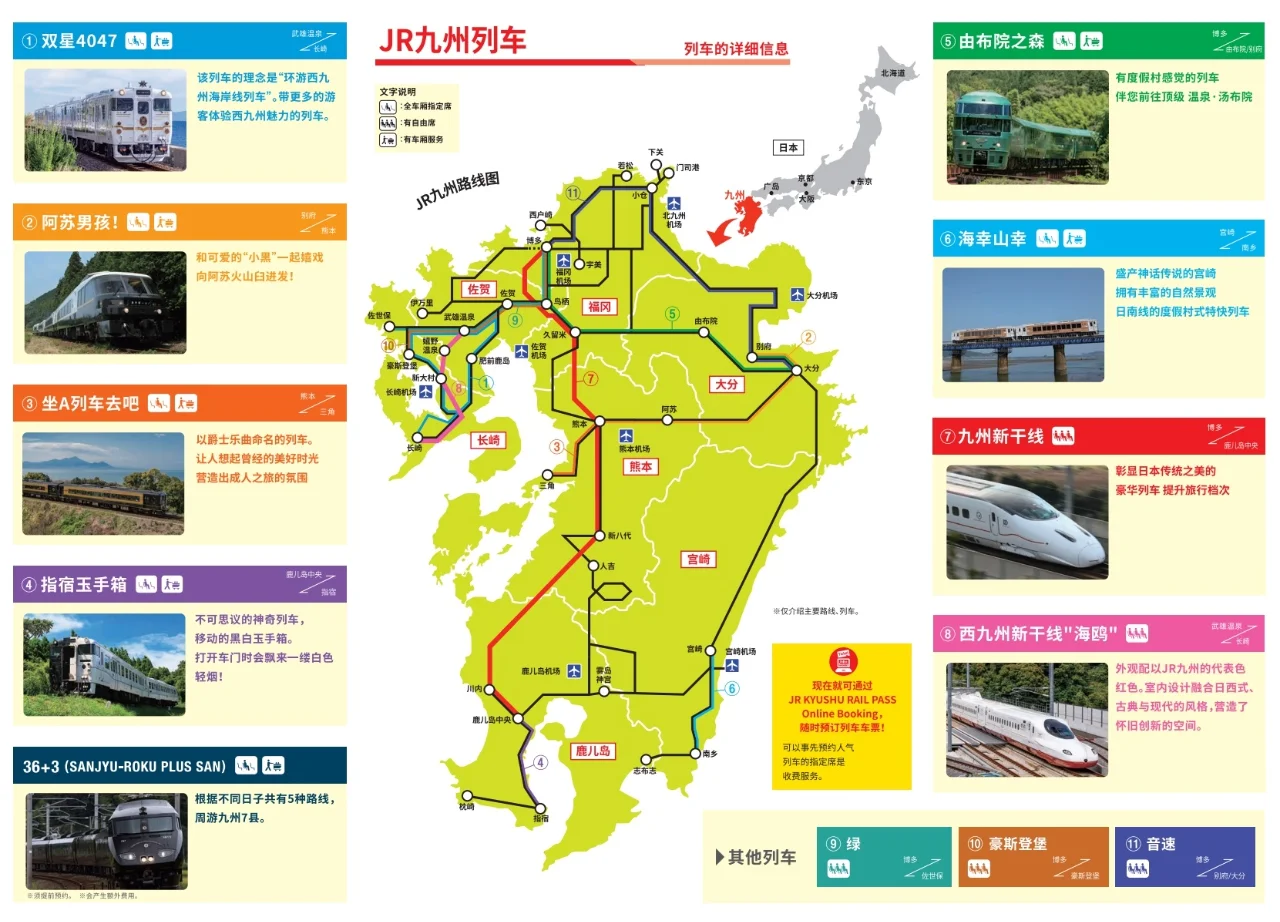 ① 双星4047
武雄温泉
长崎
该列车的理念是“环游西九
州海岸线列车”。带更多的游
客体验西九州魅力的列车。
② 阿苏男孩！
别府
熊本
和可爱的“小黑”一起嬉戏
向阿苏火山臼进发！
③ 坐A列车去吧
熊本
三角
以爵士乐曲命名的列车。
让人想起曾经的美好时光
营造出成人之旅的氛围
④ 指宿玉手箱
鹿儿岛中央
指宿
不可思议的神奇列车，
移动的黑白玉手箱。
打开车门时会飘来一缕白色
轻烟！
36+3 (SANJYU-ROKU PLUS SAN)
根据不同日子共有5种路线，
周游九州7县。
※须提前预约。 ※会产生额外费用。
JR九州列车
列车的详细信息
文字说明
：全车厢指定席
：有自由席
：有车厢服务
JR九州路线图
北海道
日本
京都
广岛
大阪
东京
九州
下关
若松
门司港
小仓
⑪
北九州
机场
西户崎
博多
福冈
机场
宇美
佐贺
伊万里
佐贺
鸟栖
福冈
大分机场
佐世保
武雄温泉
⑨
久留米
⑤
由布院
⑩
嬉野
温泉
佐贺
机场
别府
②
豪斯登堡
肥前鹿岛
大分
新大村
⑧
①
⑦
大分
长崎机场
阿苏
熊本
长崎
长崎
③
熊本机场
熊本
三角
新八代
宫崎
人吉
※仅介绍主要路线、列车。
宫崎
宫崎机场
鹿儿岛机场
雾岛
神宫
⑥
川内
鹿儿岛中央
鹿儿岛
南乡
④
志布志
枕崎
指宿
现在就可通过
JR KYUSHU RAIL PASS
Online Booking，
随时预订列车车票！
可以事先预约人气
列车的指定席是
收费服务。
⑤ 由布院之森
博多
由布院/别府
有度假村感觉的列车
伴您前往顶级 温泉·汤布院
⑥ 海幸山幸
宫崎
南乡
盛产神话传说的宫崎
拥有丰富的自然景观
日南线的度假村式特快列车
⑦ 九州新干线
博多
鹿儿岛中央
彰显日本传统之美的
豪华列车 提升旅行档次
⑧ 西九州新干线"海鸥"
武雄温泉
长崎
外观配以JR九州的代表色
红色。室内设计融合日西式、
古典与现代的风格，营造了
怀旧创新的空间。
其他列车
⑨ 绿
博多
佐世保
⑩ 豪斯登堡
博多
豪斯登堡
⑪ 音速
博多
别府/大分